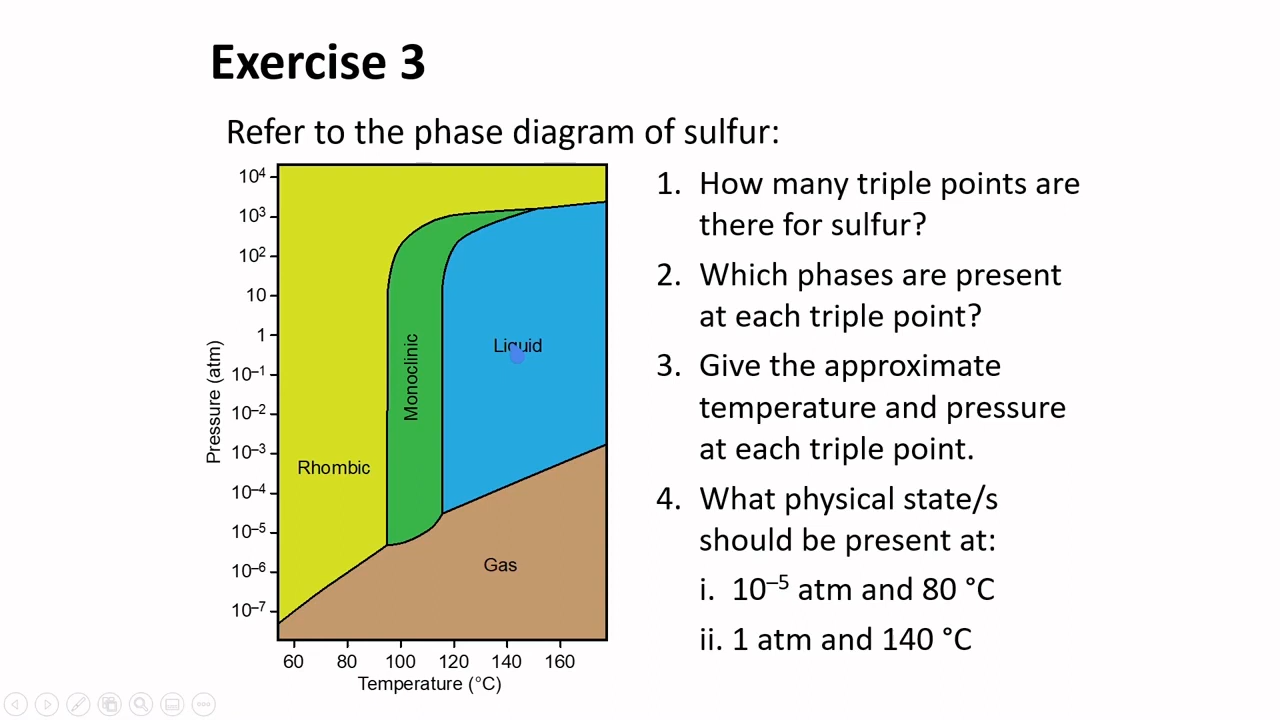 Exercise 3
Refer to the phase diagram of sulfur:
10⁴
10³
10²
10
1
10⁻¹
10⁻²
10⁻³
10⁻⁴
10⁻⁵
10⁻⁶
10⁻⁷
Pressure (atm)
Rhombic
Monoclinic
Liquid
Gas
60 80 100 120 140 160
Temperature (°C)
1. How many triple points are
there for sulfur?
2. Which phases are present
at each triple point?
3. Give the approximate
temperature and pressure
at each triple point.
4. What physical state/s
should be present at:
i. 10⁻⁵ atm and 80 °C
ii. 1 atm and 140 °C